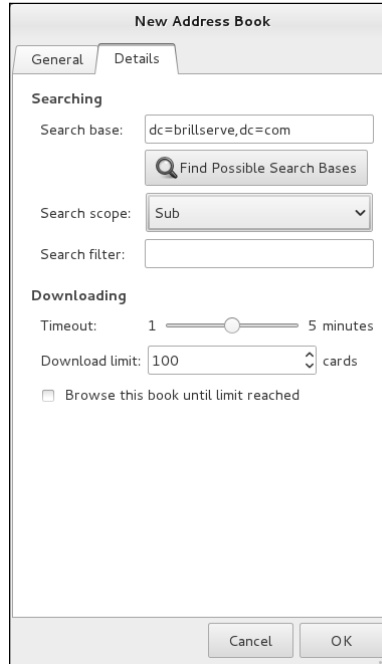 New Address Book
General Details
Searching
Search base: dc=brillserve,dc=com
Find Possible Search Bases
Search scope: Sub
Search filter:
Downloading
Timeout: 1 5 minutes
Download limit: 100 cards
Browse this book until limit reached
Cancel OK